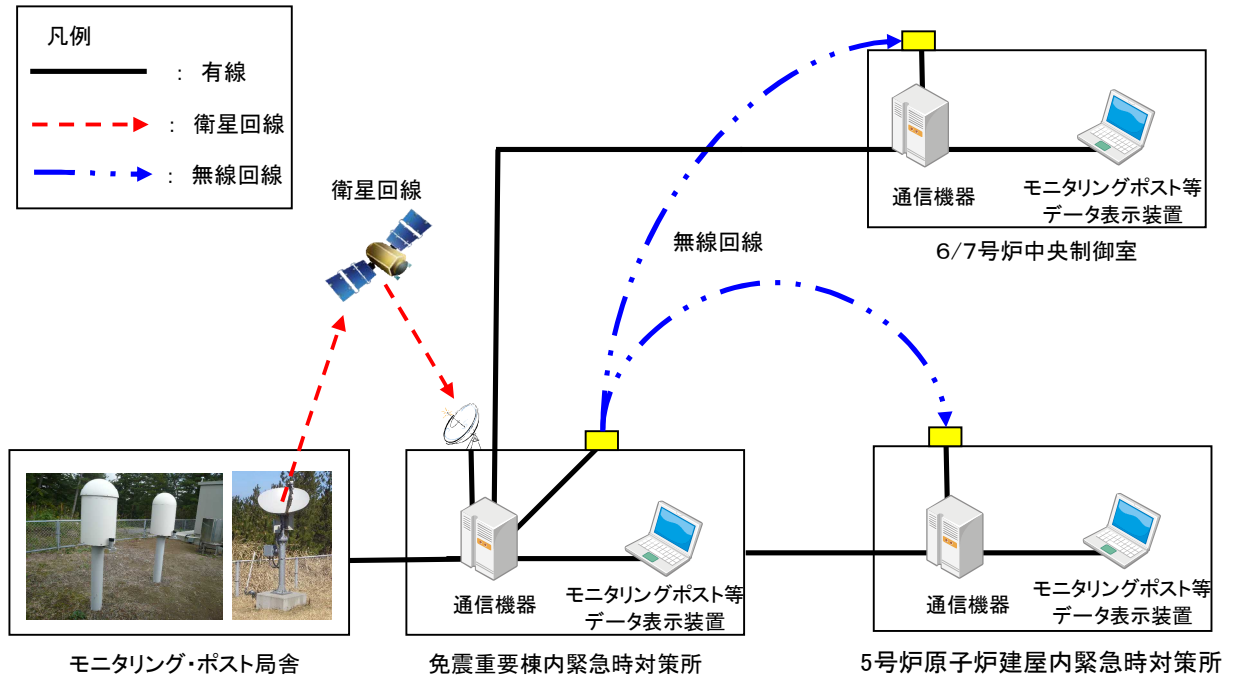 凡例
: 有線
: 衛星回線
: 無線回線
衛星回線
無線回線
通信機器
モニタリングポスト等
データ表示装置
6/7号炉中央制御室
通信機器
モニタリングポスト等
データ表示装置
通信機器
モニタリングポスト等
データ表示装置
モニタリング・ポスト局舎
免震重要棟内緊急時対策所
5号炉原子炉建屋内緊急時対策所